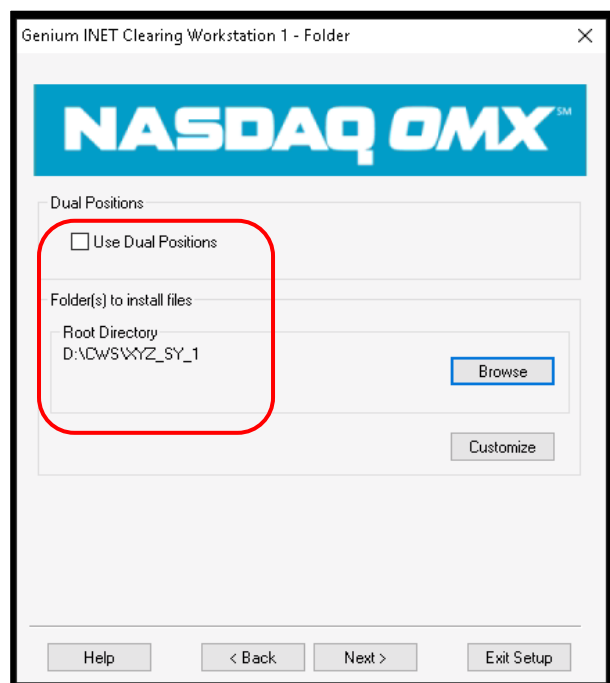 Genium INET Clearing Workstation 1 - Folder
NASDAQ OMX SM
Dual Positions
Use Dual Positions
Folder(s) to install files
Root Directory
D:\CWS\XYZ_SY_1
Browse
Customize
Help < Back Next > Exit Setup